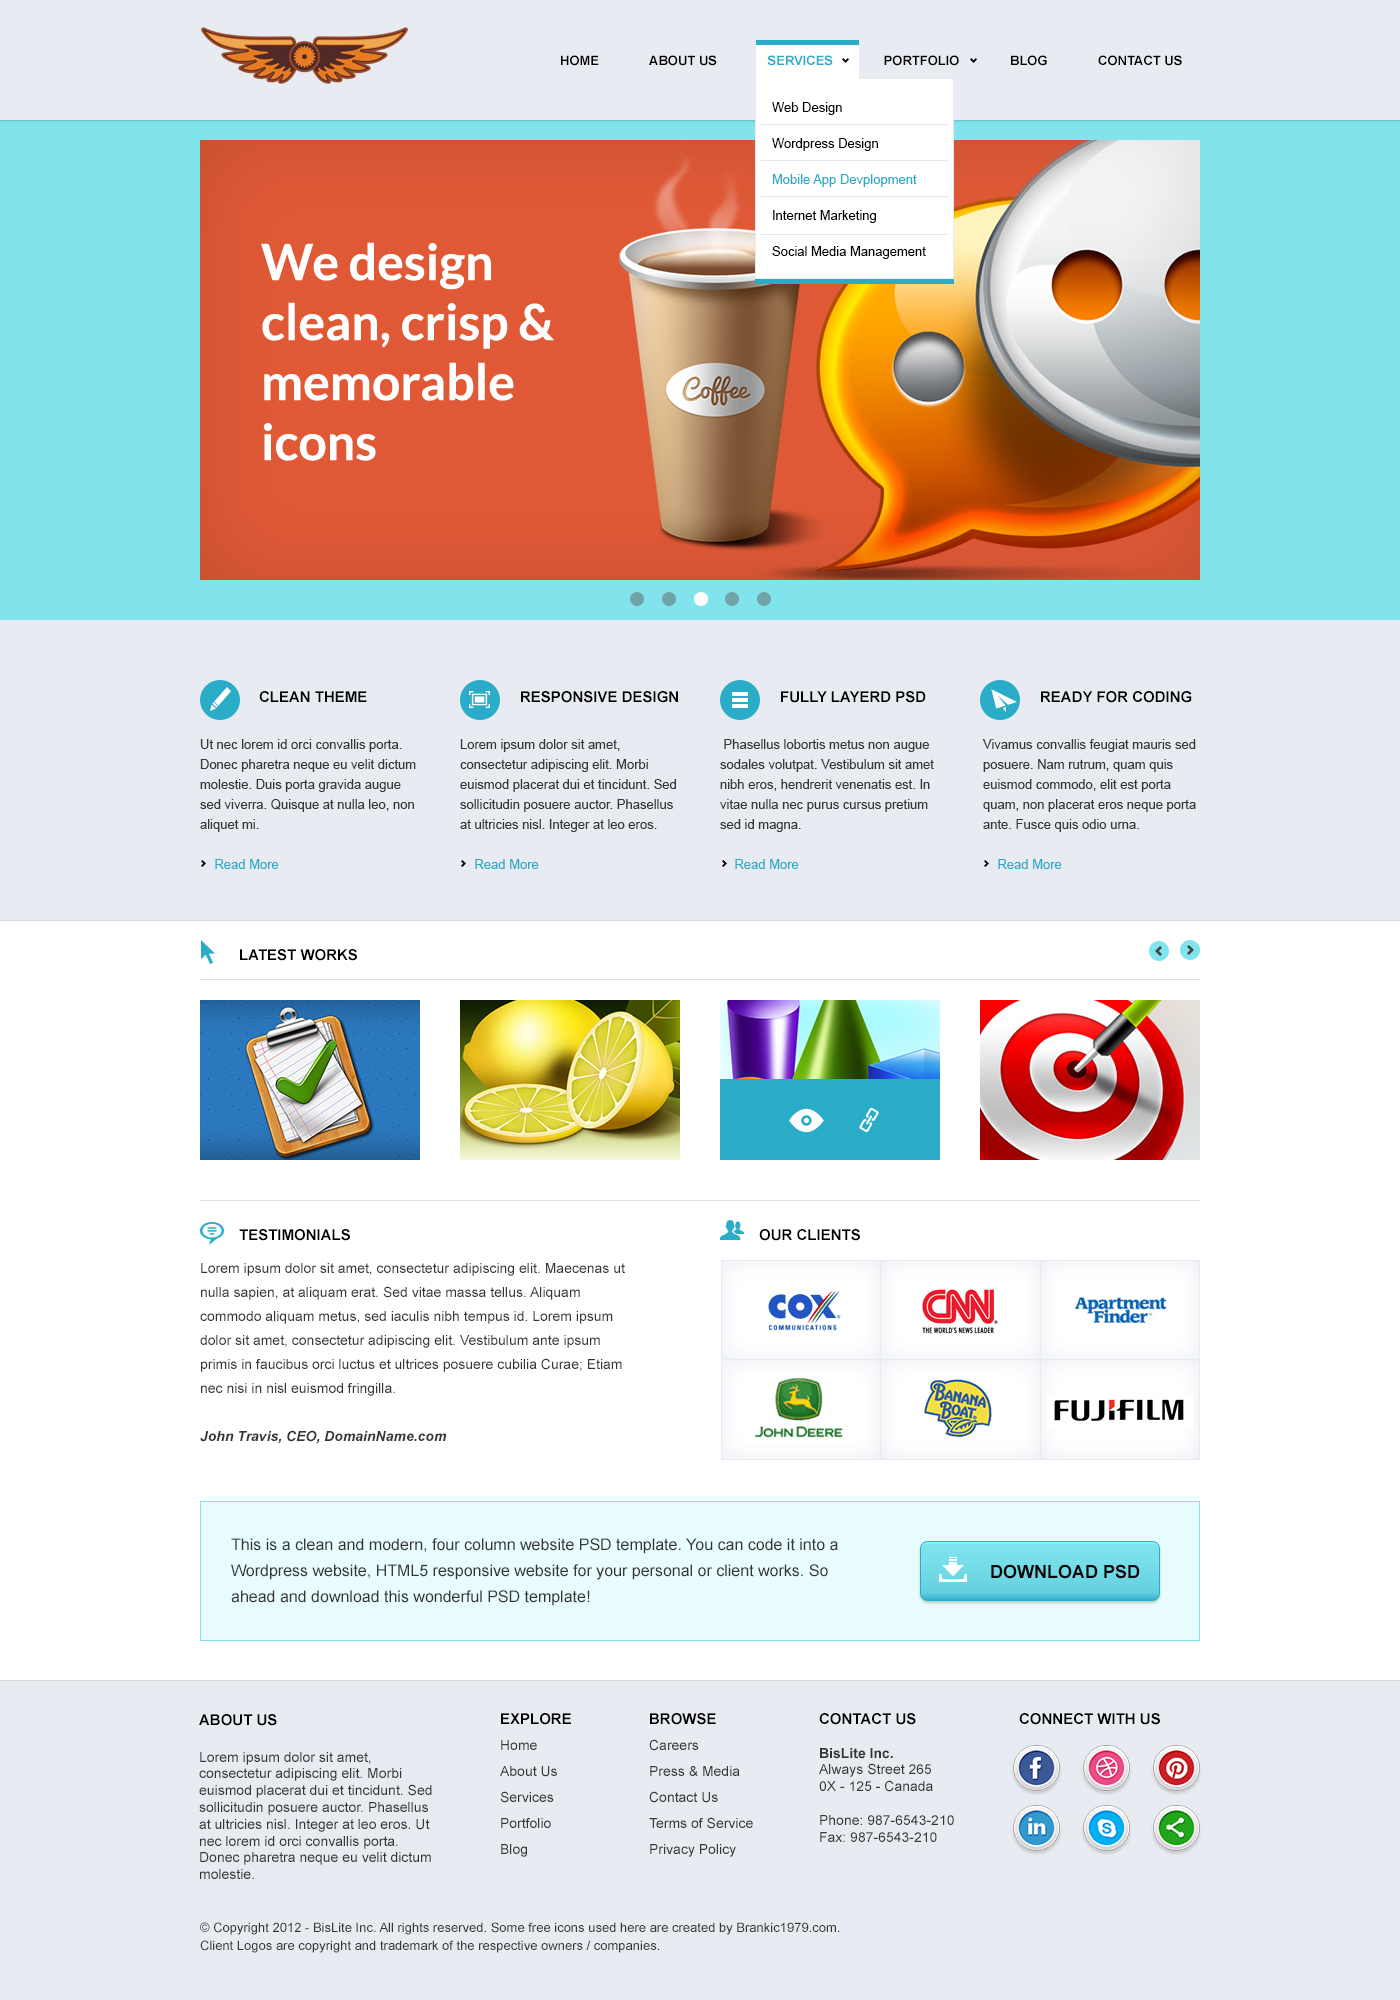 HOME
ABOUT US
SERVICES
PORTFOLIO
BLOG
CONTACT US
Web Design
Wordpress Design
Mobile App Devplopment
Internet Marketing
Social Media Management
We design
clean, crisp &
memorable
icons
Coffee
CLEAN THEME
Ut nec lorem id orci convallis porta.
Donec pharetra neque eu velit dictum
molestie. Duis porta gravida augue
sed viverra. Quisque at nulla leo, non
aliquet mi.
Read More
RESPONSIVE DESIGN
Lorem ipsum dolor sit amet,
consectetur adipiscing elit. Morbi
euismod placerat dui et tincidunt. Sed
sollicitudin posuere auctor. Phasellus
at ultricies nisl. Integer at leo eros.
Read More
FULLY LAYERD PSD
Phasellus lobortis metus non augue
sodales volutpat. Vestibulum sit amet
nibh eros, hendrerit venenatis est. In
vitae nulla nec purus cursus pretium
sed id magna.
Read More
READY FOR CODING
Vivamus convallis feugiat mauris sed
posuere. Nam rutrum, quam quis
euismod commodo, elit est porta
quam, non placerat eros neque porta
ante. Fusce quis odio urna.
Read More
LATEST WORKS
TESTIMONIALS
Lorem ipsum dolor sit amet, consectetur adipiscing elit. Maecenas ut
nulla sapien, at aliquam erat. Sed vitae massa tellus. Aliquam
commodo aliquam metus, sed iaculis nibh tempus id. Lorem ipsum
dolor sit amet, consectetur adipiscing elit. Vestibulum ante ipsum
primis in faucibus orci luctus et ultrices posuere cubilia Curae; Etiam
nec nisi in nisl euismod fringilla.
John Travis, CEO, DomainName.com
OUR CLIENTS
COX
COMMUNICATIONS
CNN
THE WORLD'S NEWS LEADER
Apartment
Finder
JOHN DEERE
BANANA
BOAT
FUJIFILM
This is a clean and modern, four column website PSD template. You can code it into a
Wordpress website, HTML5 responsive website for your personal or client works. So
ahead and download this wonderful PSD template!
DOWNLOAD PSD
ABOUT US
Lorem ipsum dolor sit amet,
consectetur adipiscing elit. Morbi
euismod placerat dui et tincidunt. Sed
sollicitudin posuere auctor. Phasellus
at ultricies nisl. Integer at leo eros. Ut
nec lorem id orci convallis porta.
Donec pharetra neque eu velit dictum
molestie.
EXPLORE
Home
About Us
Services
Portfolio
Blog
BROWSE
Careers
Press & Media
Contact Us
Terms of Service
Privacy Policy
CONTACT US
BisLite Inc.
Always Street 265
0X - 125 - Canada
Phone: 987-6543-210
Fax: 987-6543-210
CONNECT WITH US
© Copyright 2012 - BisLite Inc. All rights reserved. Some free icons used here are created by Brankic1979.com.
Client Logos are copyright and trademark of the respective owners / companies.